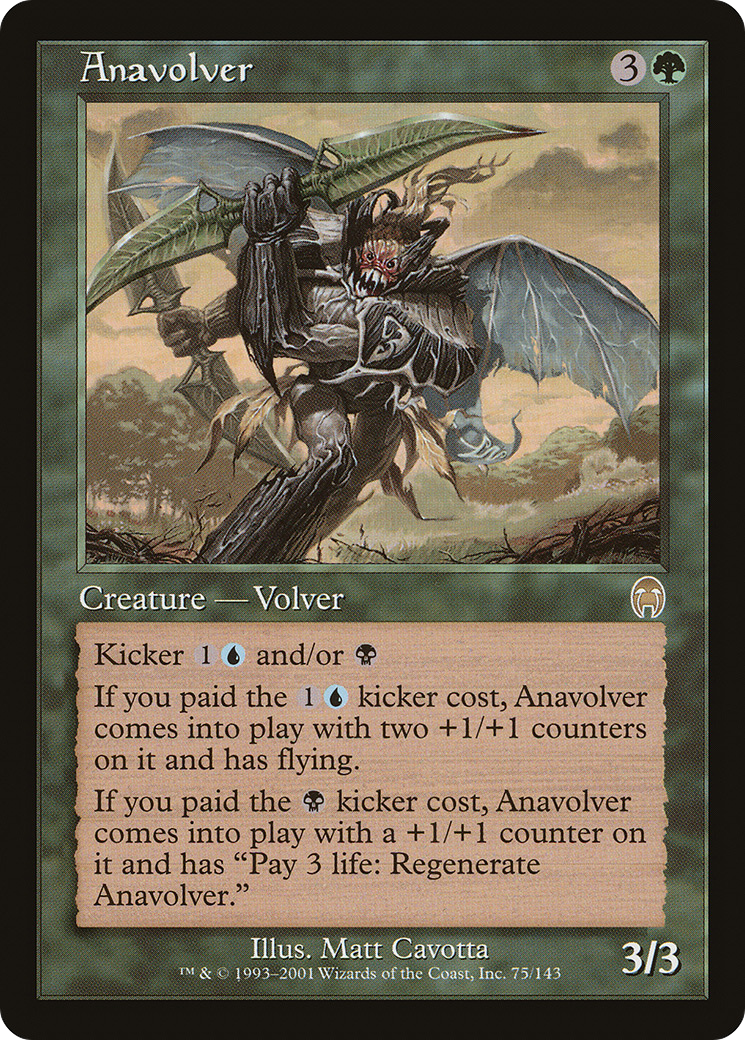 Anavolver 3
Creature — Volver
Kicker 1 and/or
If you paid the 1 kicker cost, Anavolver
comes into play with two +1/+1 counters
on it and has flying.
If you paid the kicker cost, Anavolver
comes into play with a +1/+1 counter on
it and has “Pay 3 life: Regenerate
Anavolver.”
Illus. Matt Cavotta
™ & © 1993–2001 Wizards of the Coast, Inc. 75/143
3/3